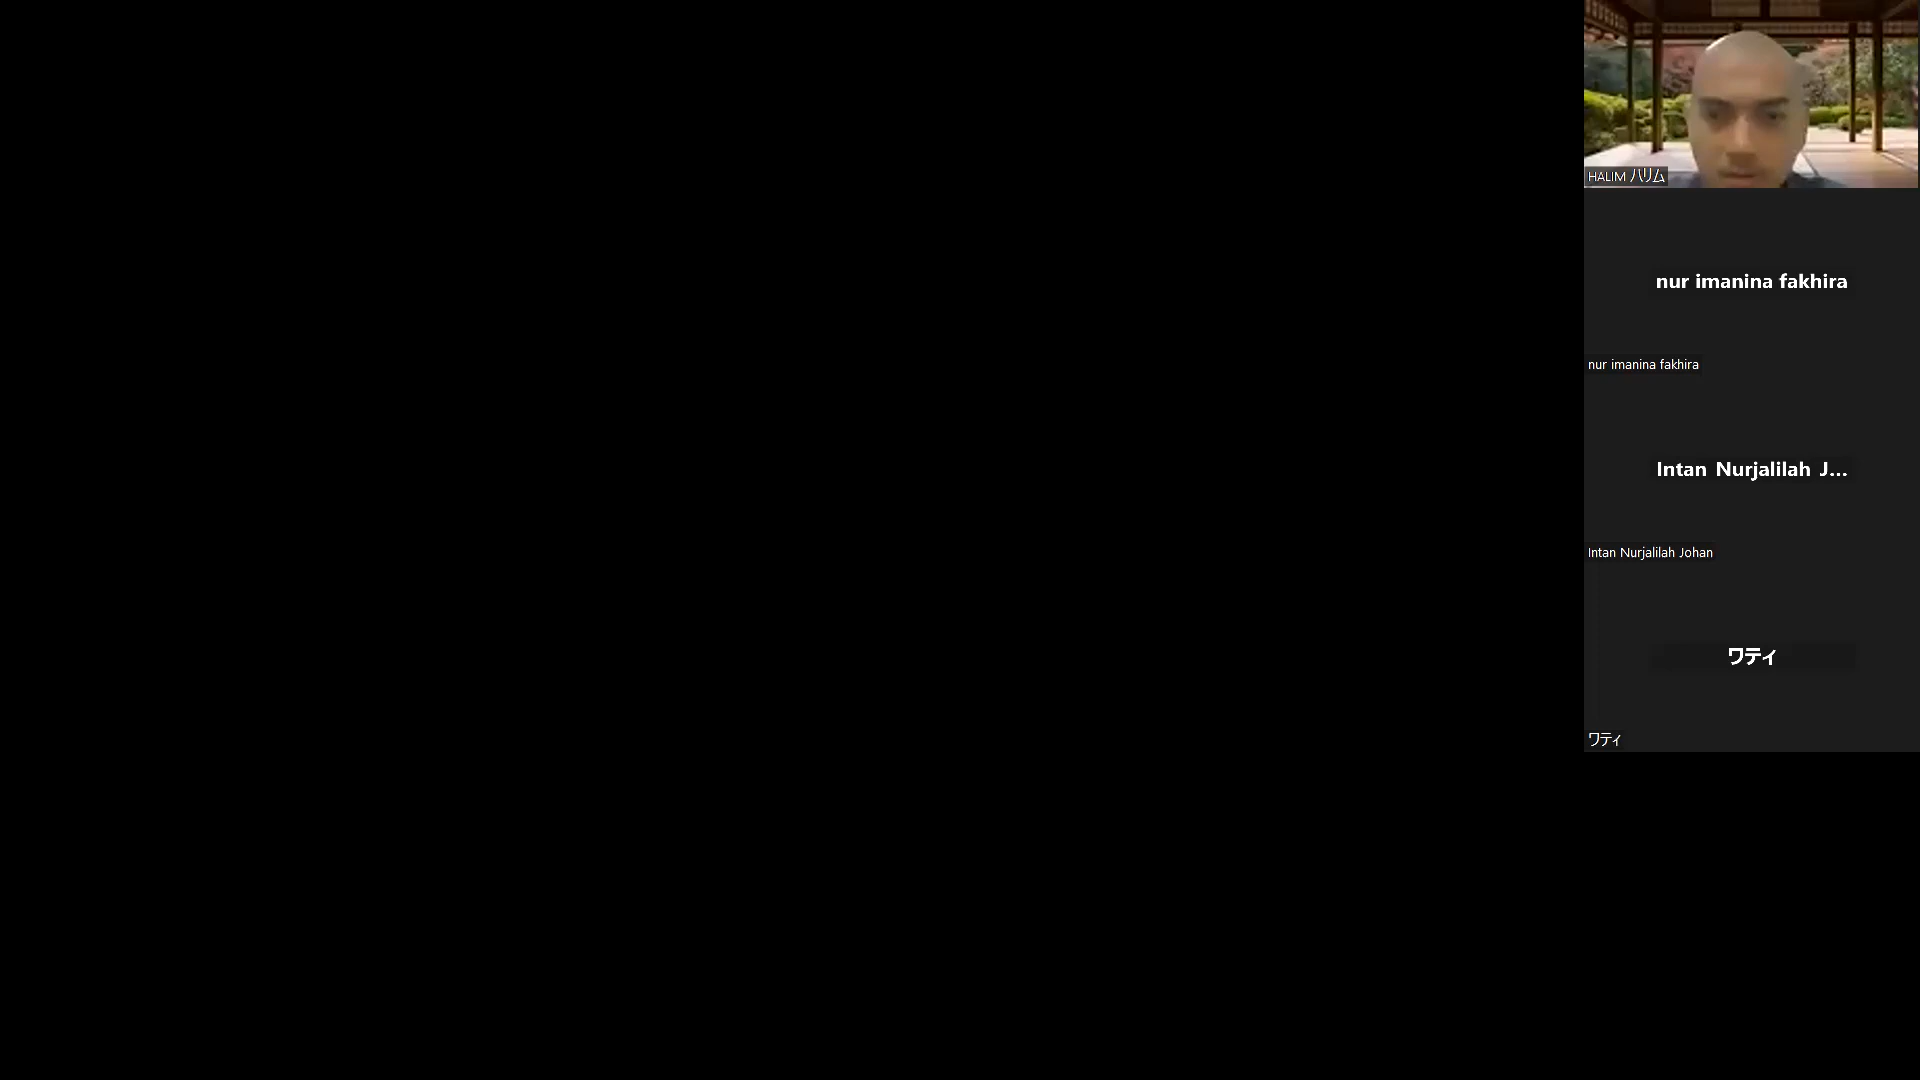 HALIM ハリム
nur imanina fakhira
nur imanina fakhira
Intan Nurjalilah J...
Intan Nurjalilah Johan
ワティ
ワティ